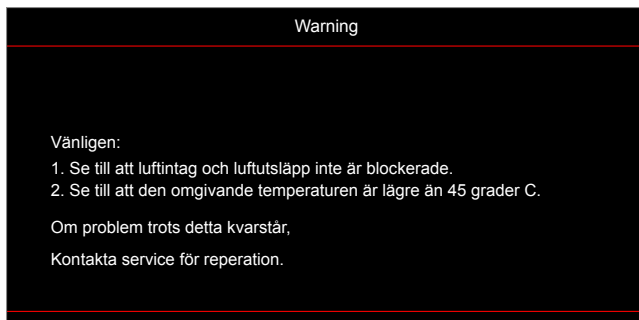 Warning
Vänligen:
1. Se till att luftintag och luftutsläpp inte är blockerade.
2. Se till att den omgivande temperaturen är lägre än 45 grader C.
Om problem trots detta kvarstår,
Kontakta service för reperation.